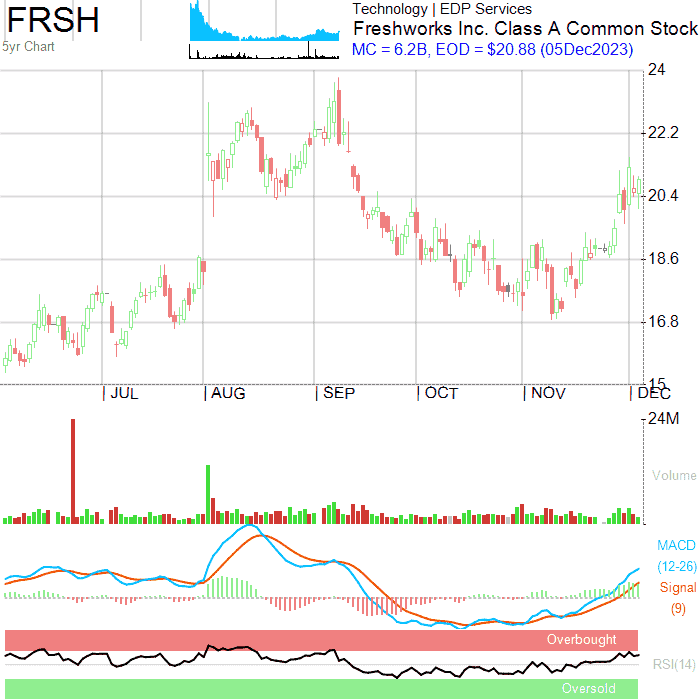 FRSH
5yr Chart
Technology | EDP Services
Freshworks Inc. Class A Common Stock
MC = 6.2B, EOD = $20.88 (05Dec2023)
24
22.2
20.4
18.6
16.8
15
| JUL | AUG | SEP | OCT | NOV | DEC
24M
Volume
MACD
(12-26)
Signal
(9)
Overbought
RSI(14)
Oversold